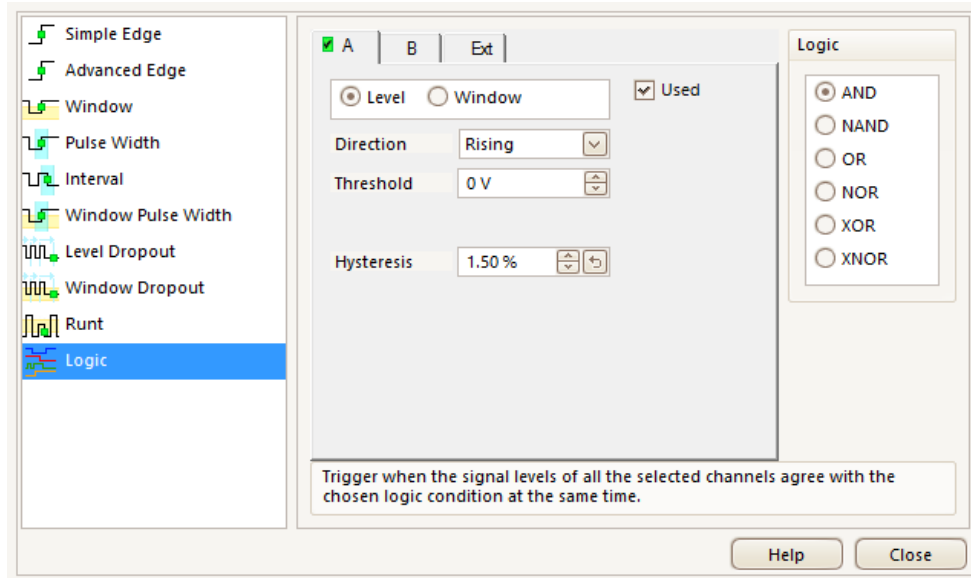 Simple Edge
Advanced Edge
Window
Pulse Width
Interval
Window Pulse Width
Level Dropout
Window Dropout
Runt
Logic
A B Ext
Level Window Used
Direction Rising
Threshold 0 V
Hysteresis 1.50 %
Logic
AND
NAND
OR
NOR
XOR
XNOR
Trigger when the signal levels of all the selected channels agree with the
chosen logic condition at the same time.
Help Close